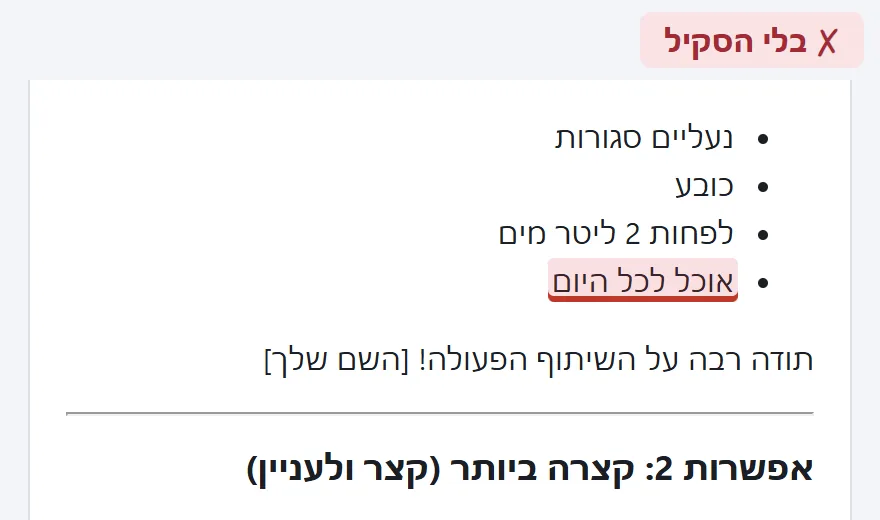 ✗ בלי הסקיל
• נעליים סגורות
• כובע
• לפחות 2 ליטר מים
• אוכל לכל היום
תודה רבה על השיתוף הפעולה! [השם שלך]
אפשרות 2: קצרה ביותר (קצר ולעניין)